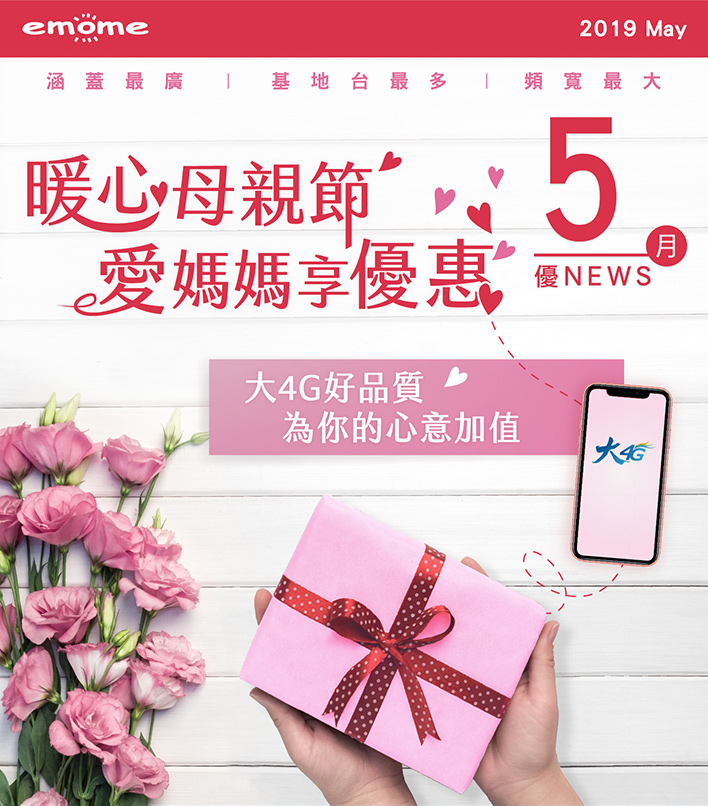 emome
2019 May
涵蓋最廣 | 基地台最多 | 頻寬最大
暖心母親節
愛媽媽享優惠
5
月
優NEWS
大4G好品質
為你的心意加值
大4G